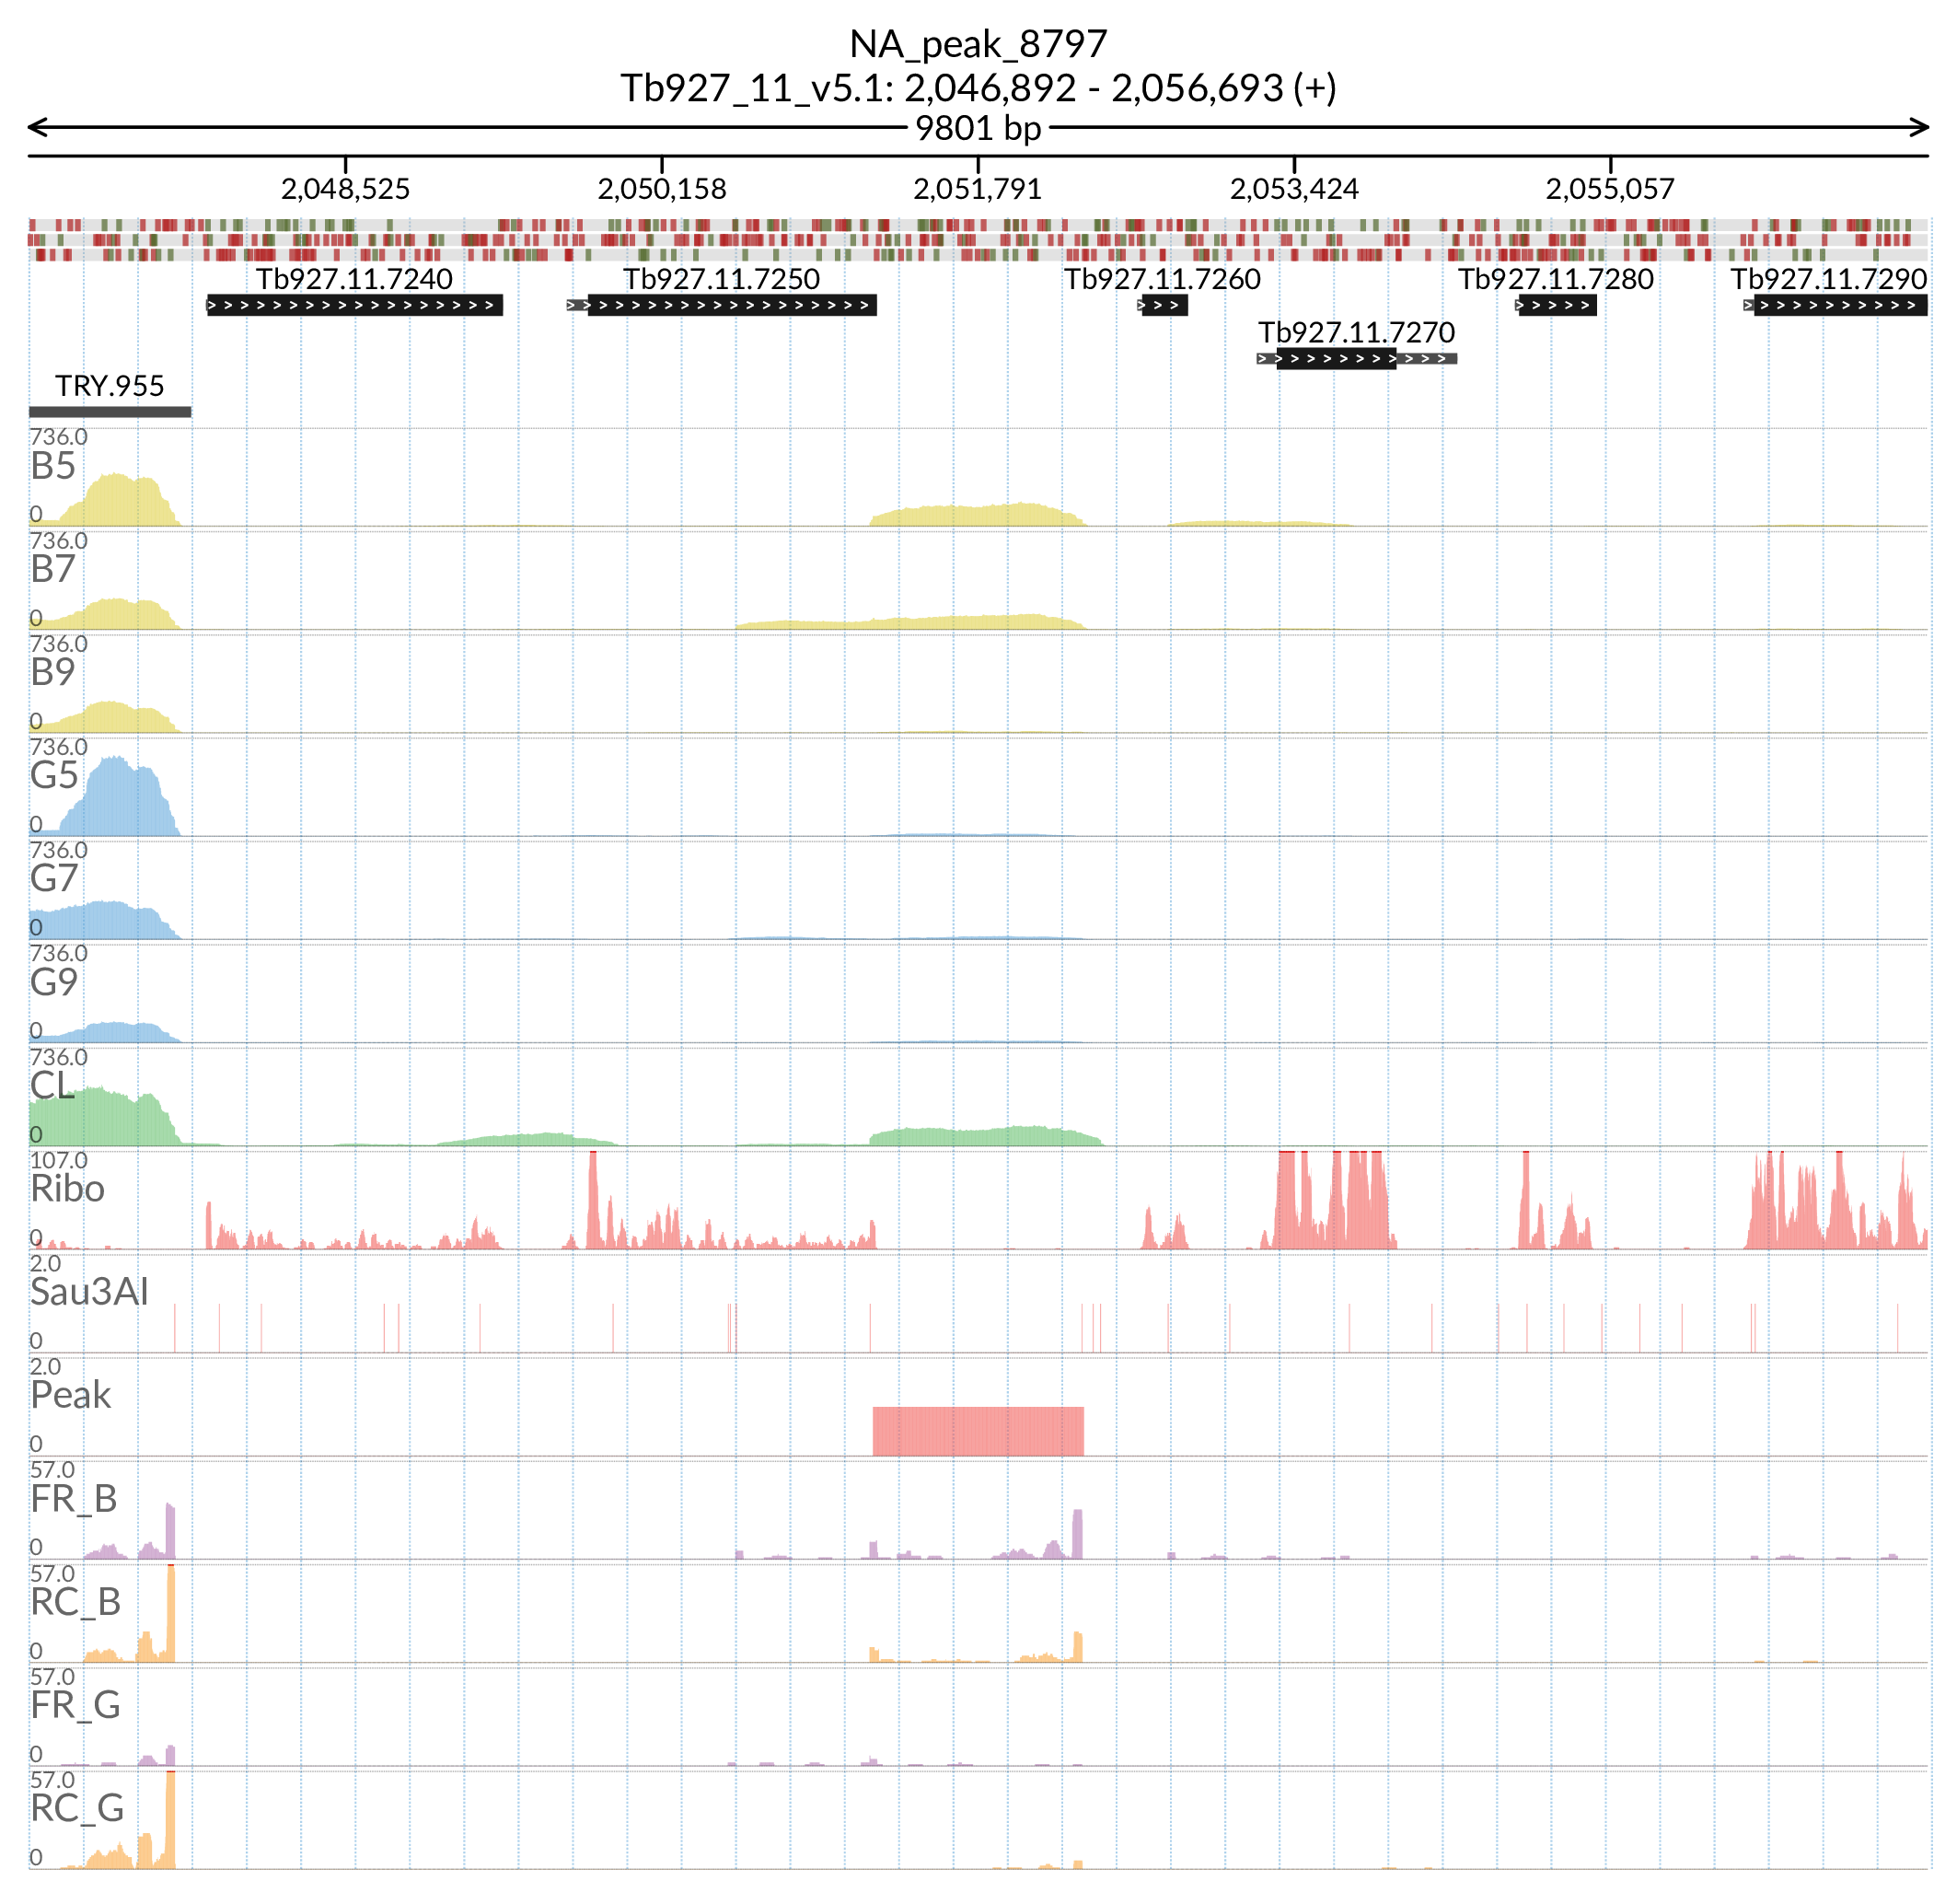 NA_peak_8797
Tb927_11_v5.1: 2,046,892 - 2,056,693 (+)
9801 bp
2,048,525 2,050,158 2,051,791 2,053,424 2,055,057
Tb927.11.7240 Tb927.11.7250 Tb927.11.7260 Tb927.11.7280 Tb927.11.7290
Tb927.11.7270
TRY.955
736.0
B5
0
736.0
B7
0
736.0
B9
0
736.0
G5
0
736.0
G7
0
736.0
G9
0
736.0
CL
0
107.0
Ribo
0
2.0
Sau3AI
0
2.0
Peak
0
57.0
FR_B
0
57.0
RC_B
0
57.0
FR_G
0
57.0
RC_G
0